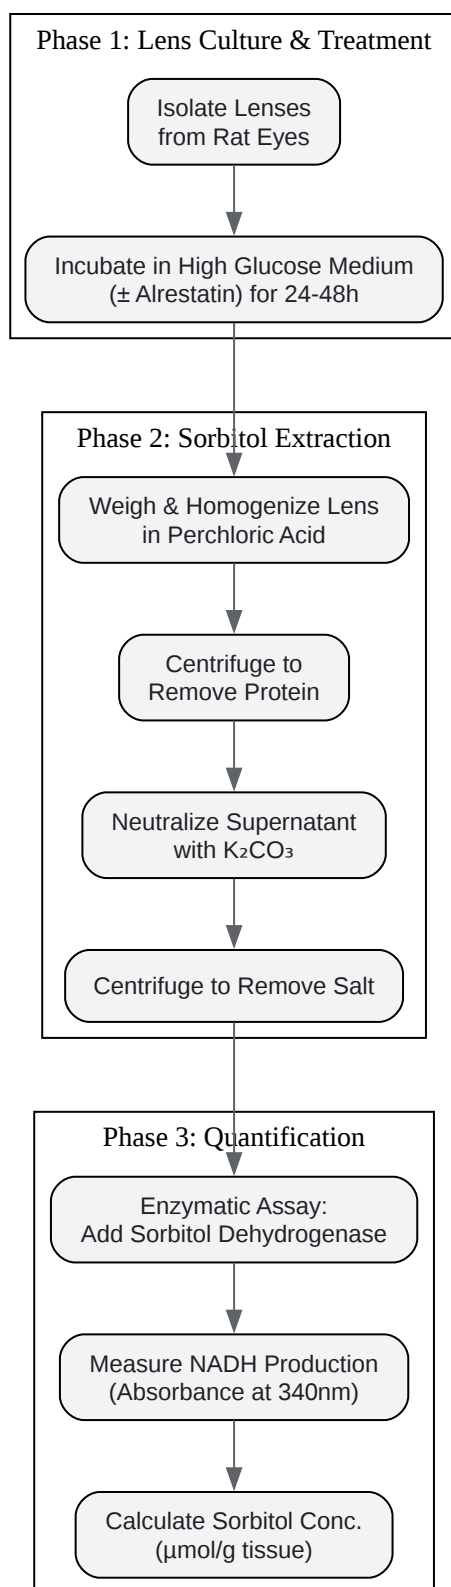 Phase 1: Lens Culture & Treatment
Isolate Lenses
from Rat Eyes
Incubate in High Glucose Medium
(± Alrestatin) for 24-48h
Phase 2: Sorbitol Extraction
Weigh & Homogenize Lens
in Perchloric Acid
Centrifuge to
Remove Protein
Neutralize Supernatant
with K₂CO₃
Centrifuge to Remove Salt
Phase 3: Quantification
Enzymatic Assay:
Add Sorbitol Dehydrogenase
Measure NADH Production
(Absorbance at 340nm)
Calculate Sorbitol Conc.
(µmol/g tissue)